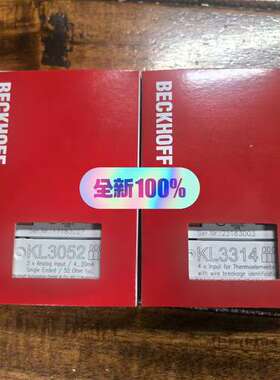 BECKHOFF
BECKHOFF
全新100%
KL3052
2 x Analog Input / 4...20mA
Single Ended / 50 Ohm
KL3314
4 x Input for Thermoelements
with wire breakage identification